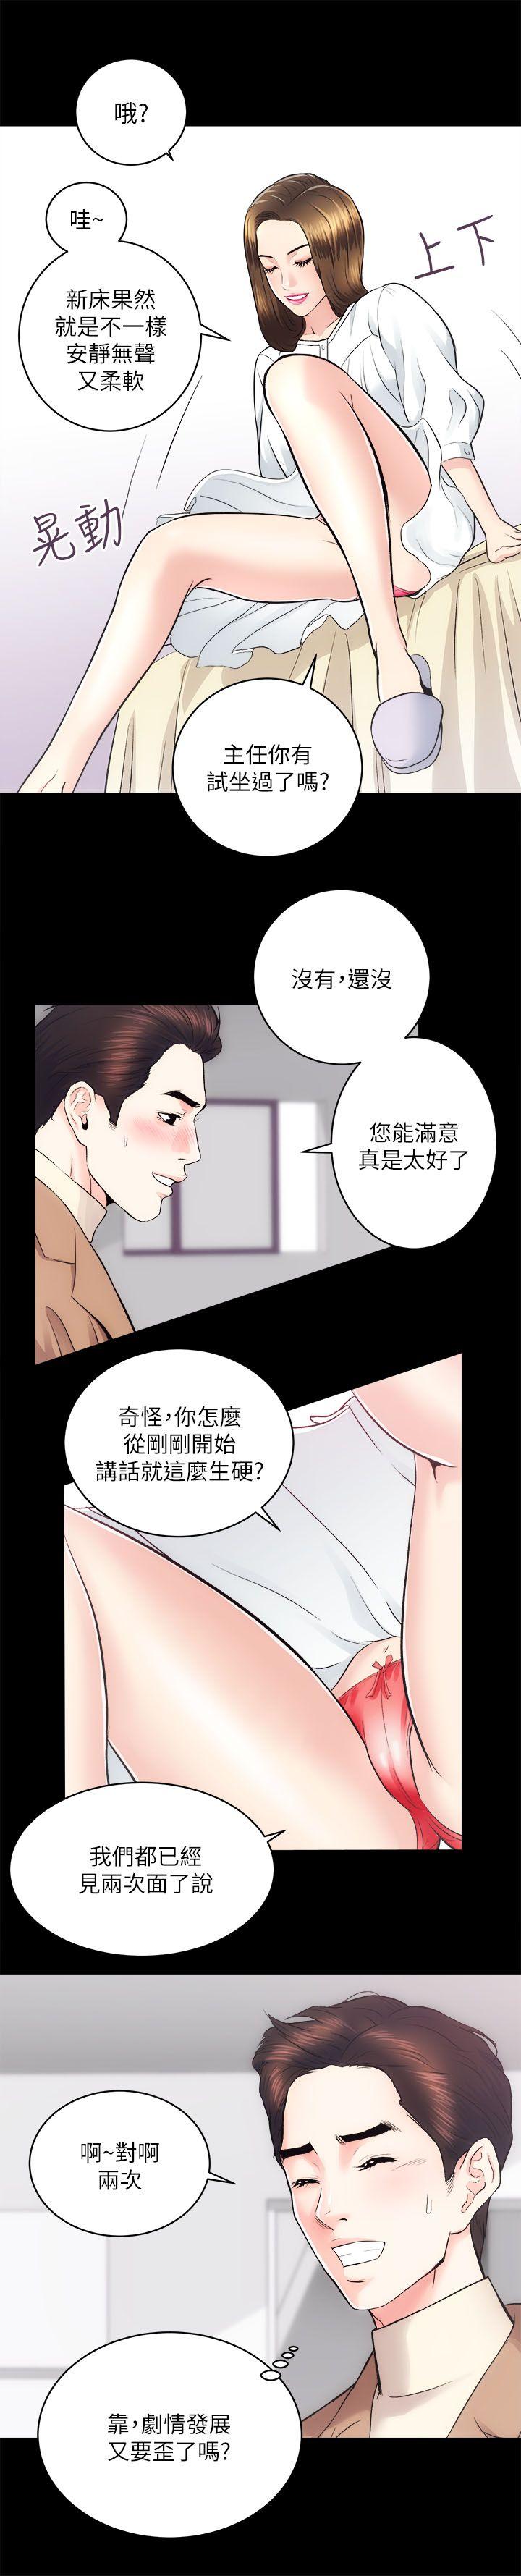 哦?
哇~
新床果然
就是不一樣
安靜無聲
又柔軟
上下
晃動
主任你有
試坐過了嗎?
沒有,還沒
您能滿意
真是太好了
奇怪,你怎麼
從剛剛開始
講話就這麼生硬?
我們都已經
見兩次面了說
啊~對啊
兩次
靠,劇情發展
又要歪了嗎?